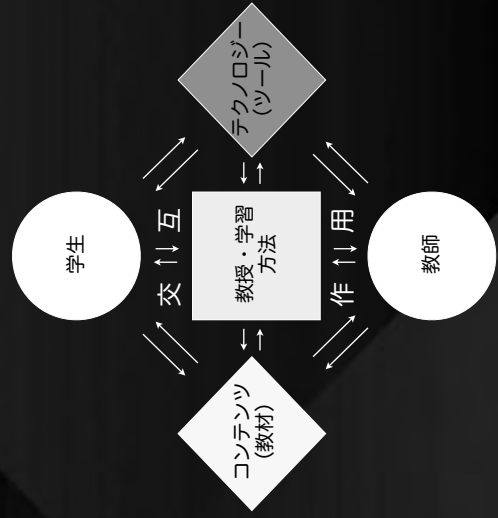 学生
交 互
コンテンツ
(教材)
教授・学習
方法
テクノロジー
(ツール)
作 用
教師